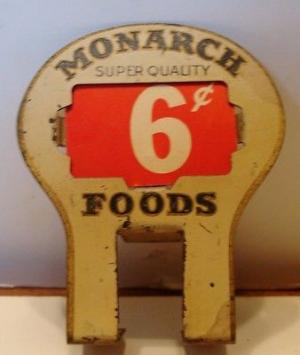 MONARCH
SUPER QUALITY
6¢
FOODS